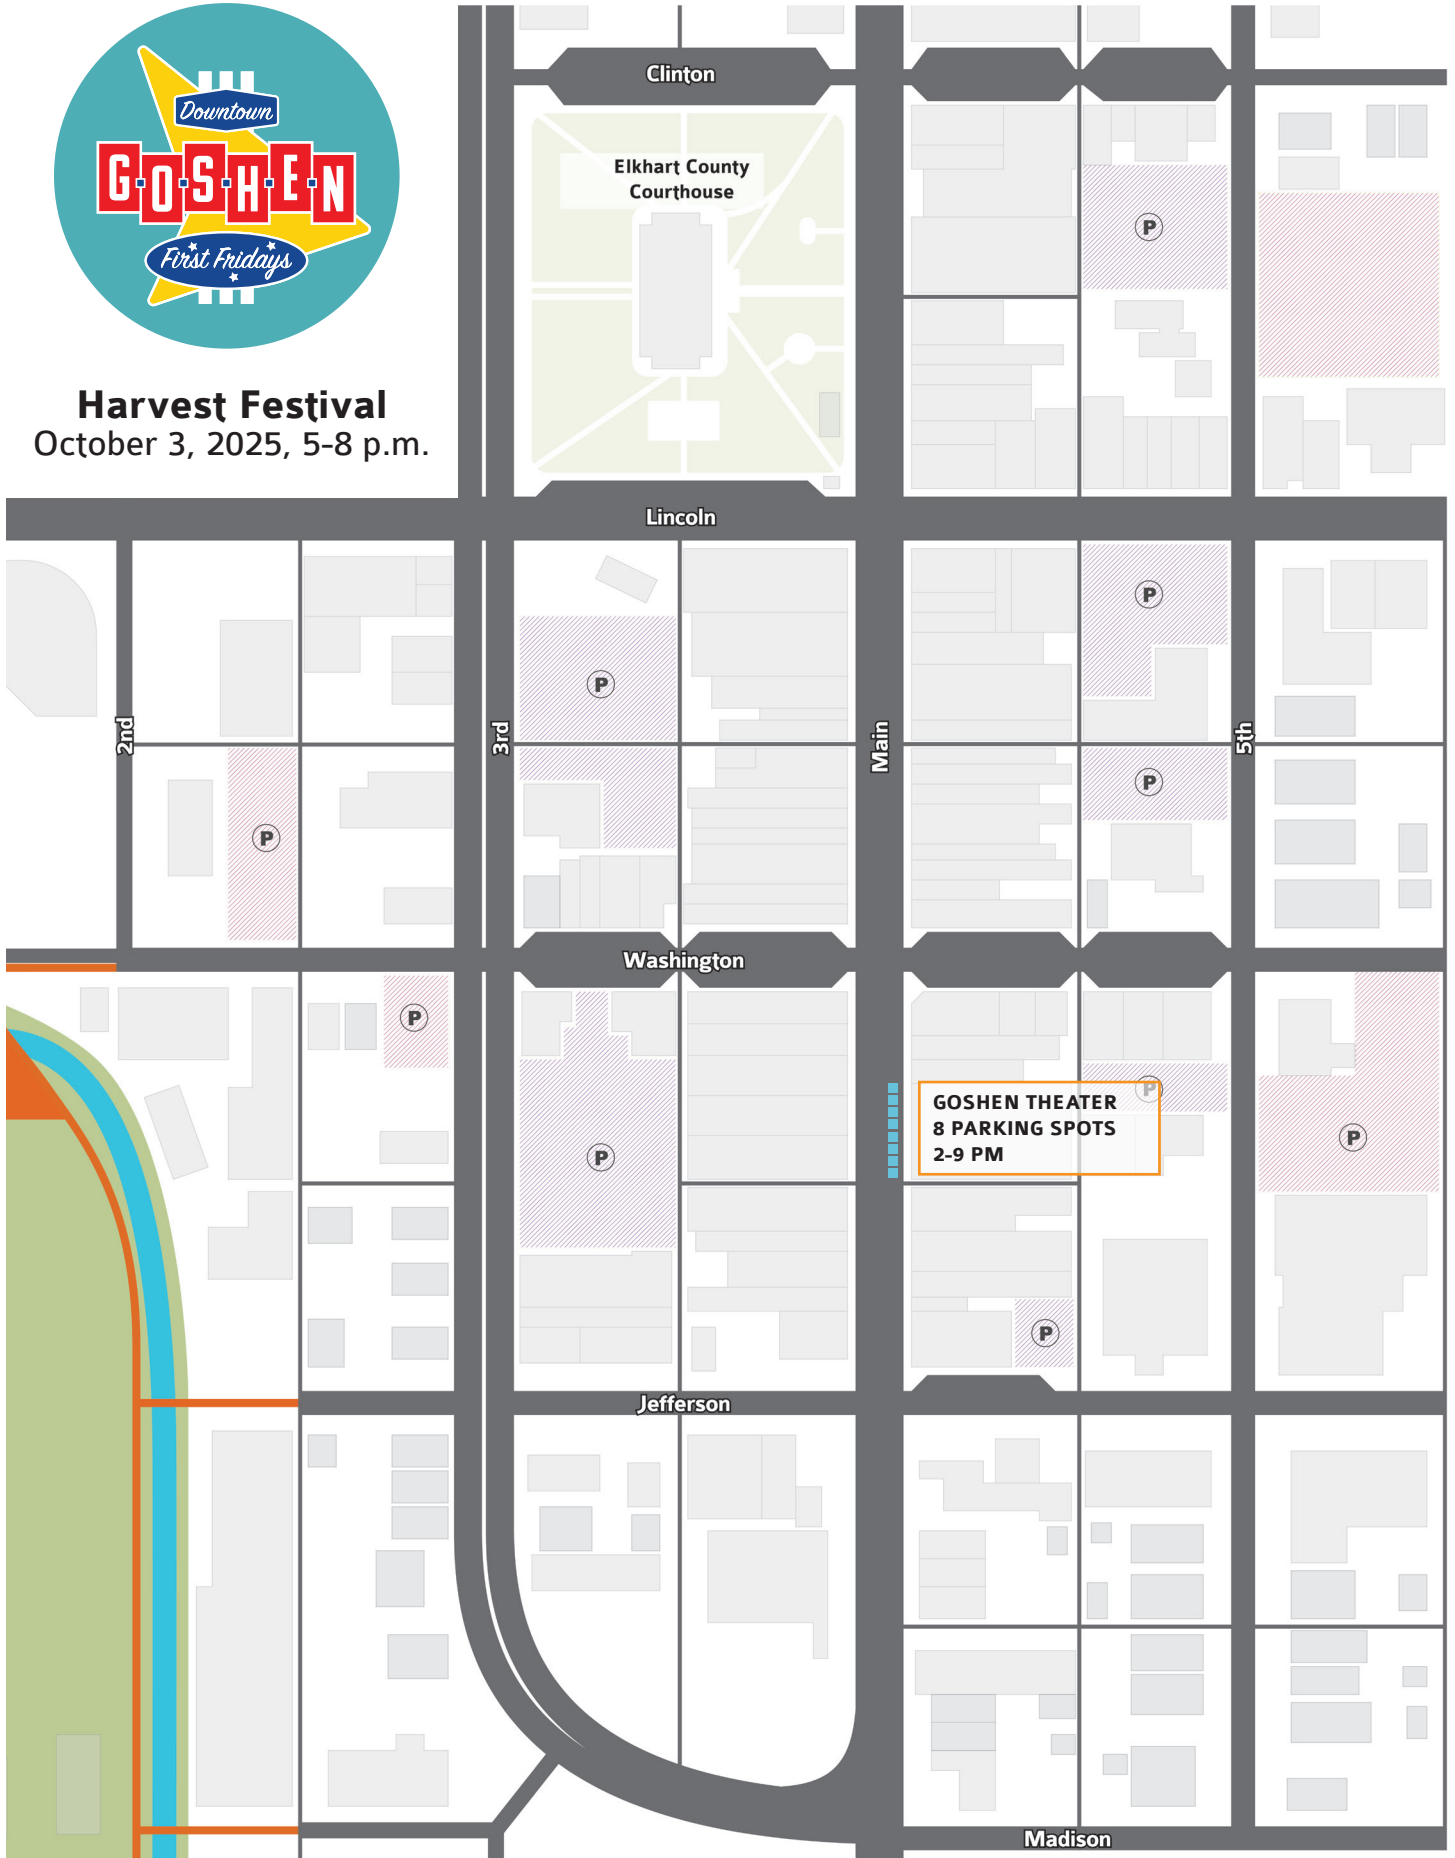 Downtown
GOSHEN
First Fridays
Harvest Festival
October 3, 2025, 5-8 p.m.
Clinton
Elkhart County
Courthouse
P
Lincoln
P
P
2nd
3rd
Main
5th
P
P
Washington
P
P
GOSHEN THEATER
8 PARKING SPOTS
2-9 PM
P
P
P
Jefferson
Madison